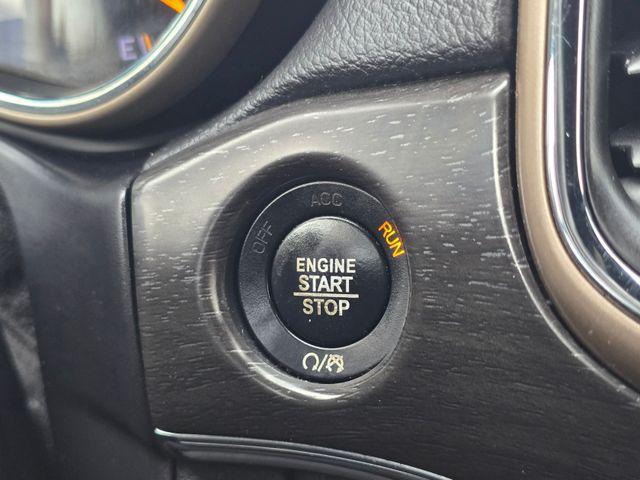 E
OFF
ACC
RUN
ENGINE
START
STOP